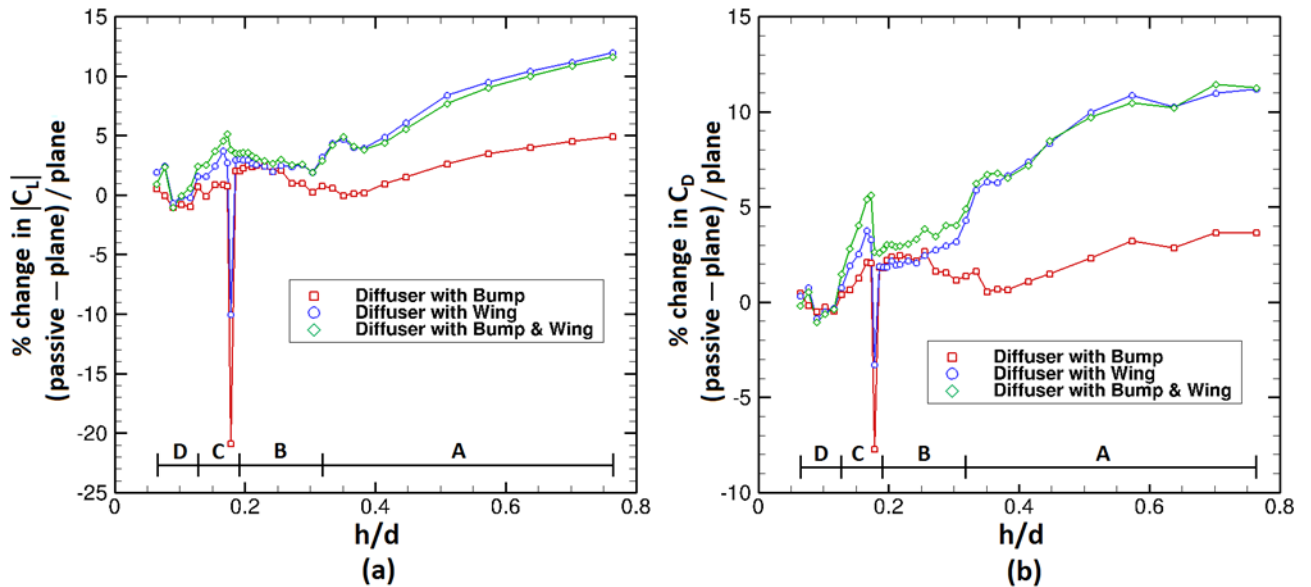 15
10
5
0
-5
-10
-15
-20
-25
% change in |C_L|
(passive — plane) / plane
Diffuser with Bump
Diffuser with Wing
Diffuser with Bump & Wing
D
C
B
A
0
0.2
0.4
0.6
0.8
h/d
(a)
15
10
5
0
-5
-10
% change in C_D
(passive — plane) / plane
Diffuser with Bump
Diffuser with Wing
Diffuser with Bump & Wing
D
C
B
A
0
0.2
0.4
0.6
0.8
h/d
(b)